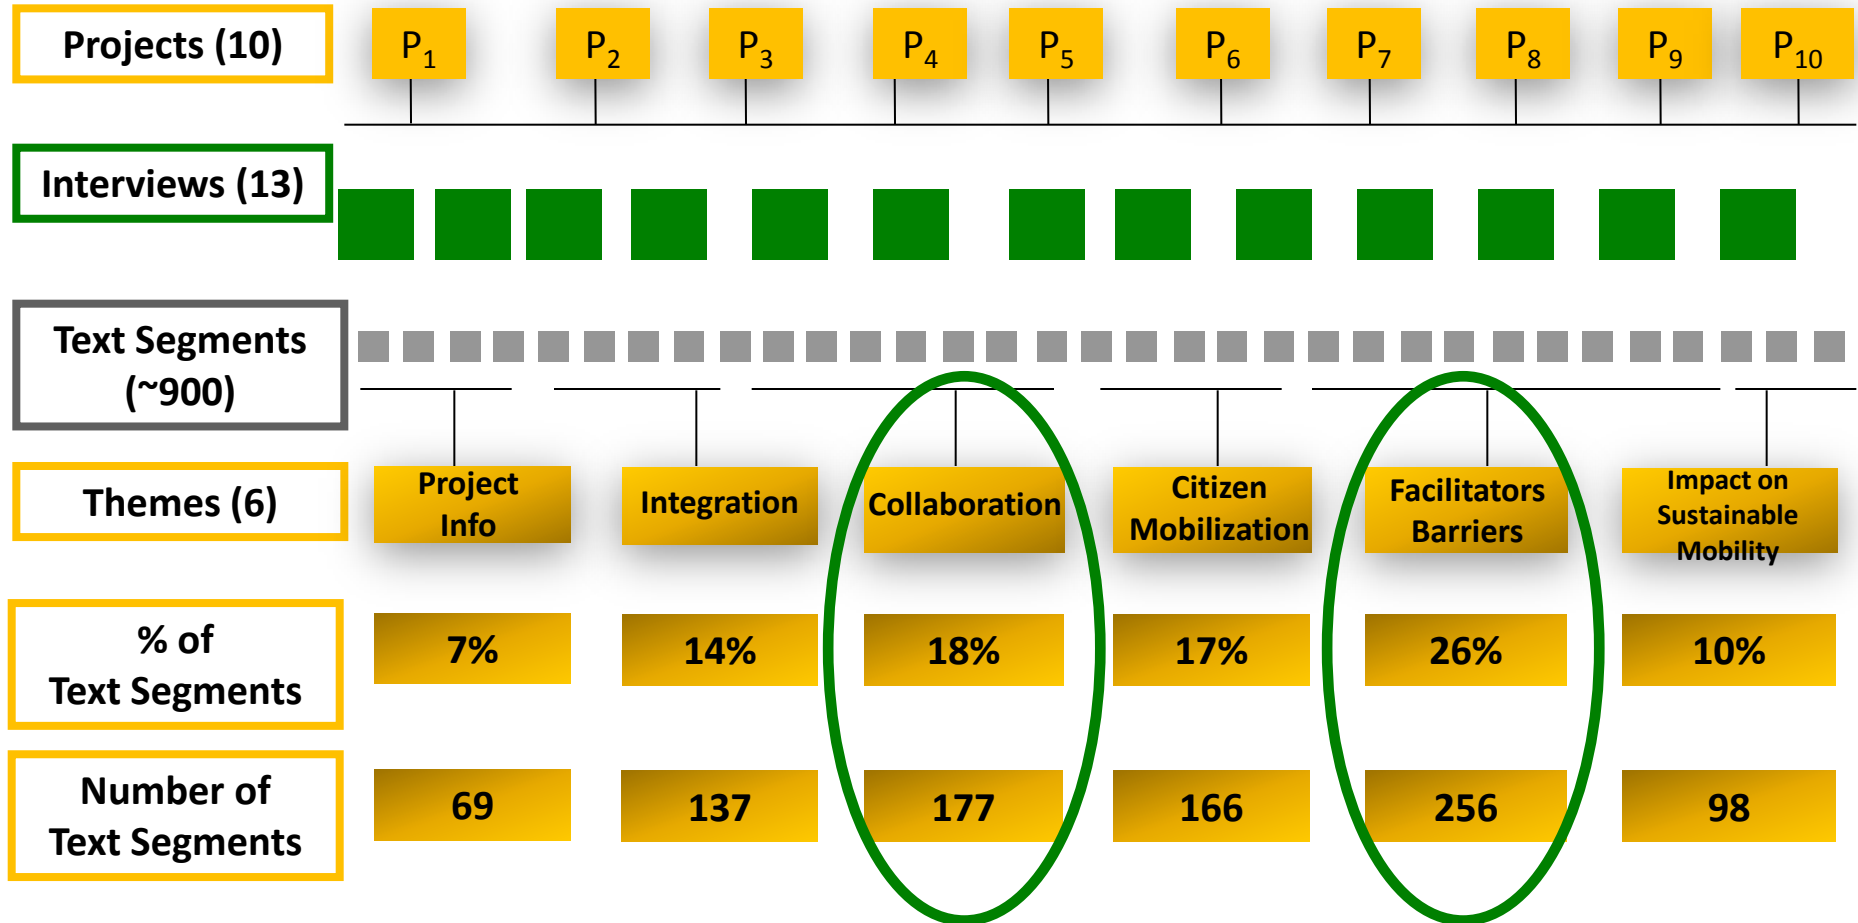 Projects (10)
P1 P2 P3 P4 P5 P6 P7 P8 P9 P10
Interviews (13)
Text Segments
(~900)
Themes (6)
Project
Info
Integration
Collaboration
Citizen
Mobilization
Facilitators
Barriers
Impact on
Sustainable
Mobility
% of
Text Segments
7% 14% 18% 17% 26% 10%
Number of
Text Segments
69 137 177 166 256 98